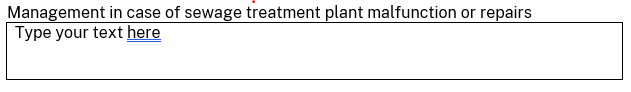 Management in case of sewage treatment plant malfunction or repairs
Type your text here